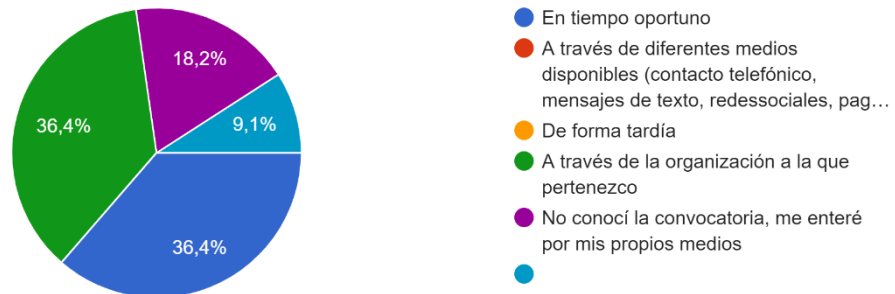 18,2%
36,4%
9,1%
36,4%
En tiempo oportuno
A través de diferentes medios
disponibles (contacto telefónico,
mensajes de texto, redessociales, pag…
De forma tardía
A través de la organización a la que
pertenezco
No conocí la convocatoria, me enteré
por mis propios medios